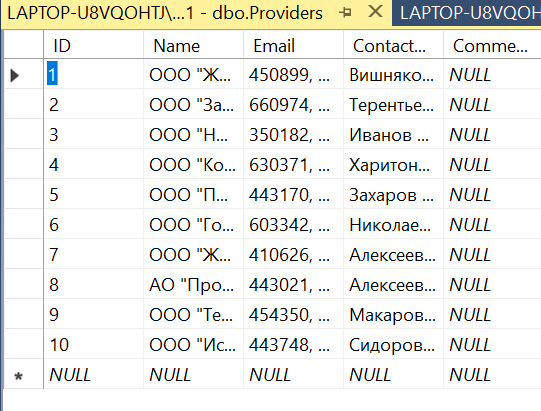 LAPTOP-U8VQOHTJ\...1 - dbo.Providers LAPTOP-U8VQOH
ID Name Email Contact... Comme...
1 ООО "Ж... 450899, ... Вишняко... NULL
2 ООО "За... 660974, ... Терентье... NULL
3 ООО "Н... 350182, ... Иванов ... NULL
4 ООО "Ко... 630371, ... Харитон... NULL
5 ООО "П... 443170, ... Захаров ... NULL
6 ООО "Го... 603342, ... Николае... NULL
7 ООО "Ж... 410626, ... Алексеев... NULL
8 АО "Про... 443021, ... Алексеев... NULL
9 ООО "Те... 454350, ... Макаров... NULL
10 ООО "Ис... 443748, ... Сидоров... NULL
* NULL NULL NULL NULL NULL